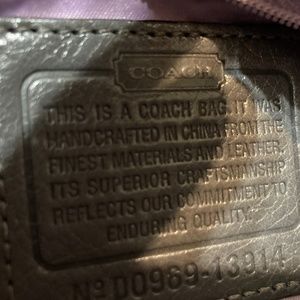 COACH
THIS IS A COACH BAG. IT WAS
HANDCRAFTED IN CHINA FROM THE
FINEST MATERIALS AND LEATHER.
ITS SUPERIOR CRAFTSMANSHIP
REFLECTS OUR COMMITMENT TO
ENDURING QUALITY.
Nº D0969-13914